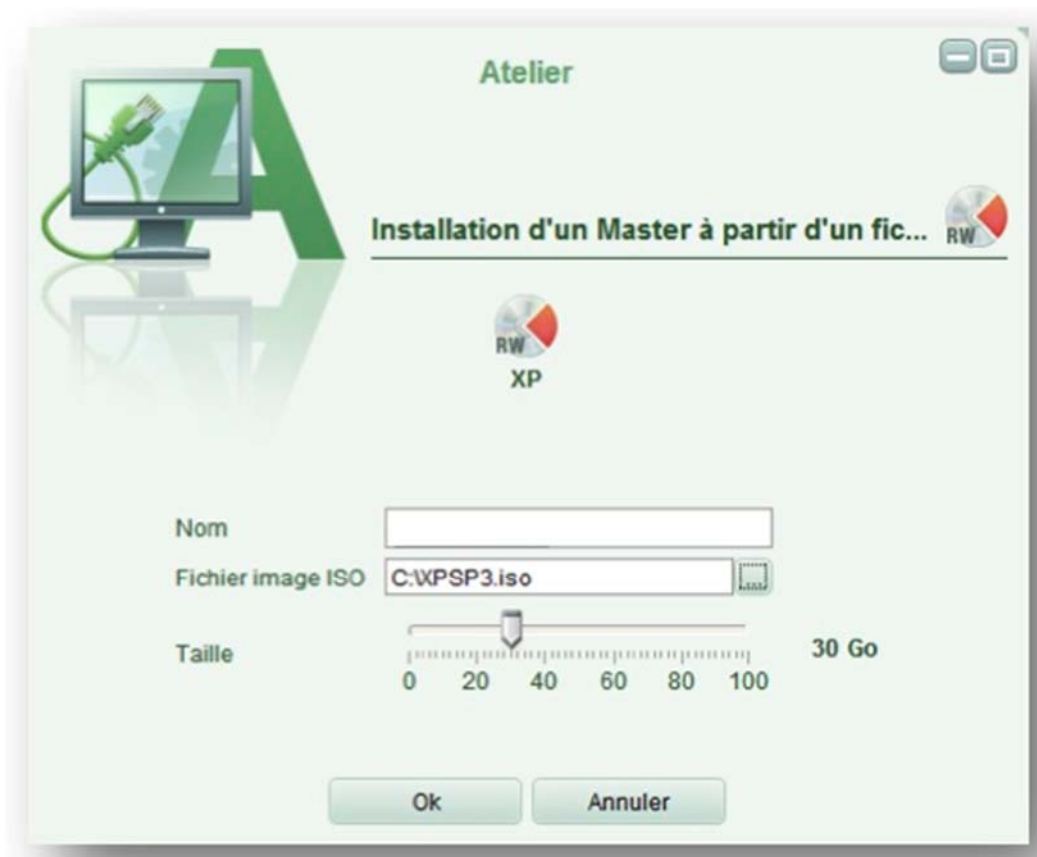 Atelier
A
Installation d'un Master à partir d'un fic...
RW
RW
XP
Nom
Fichier image ISO C:\XPSP3.iso ...
Taille
30 Go
0 20 40 60 80 100
Ok Annuler